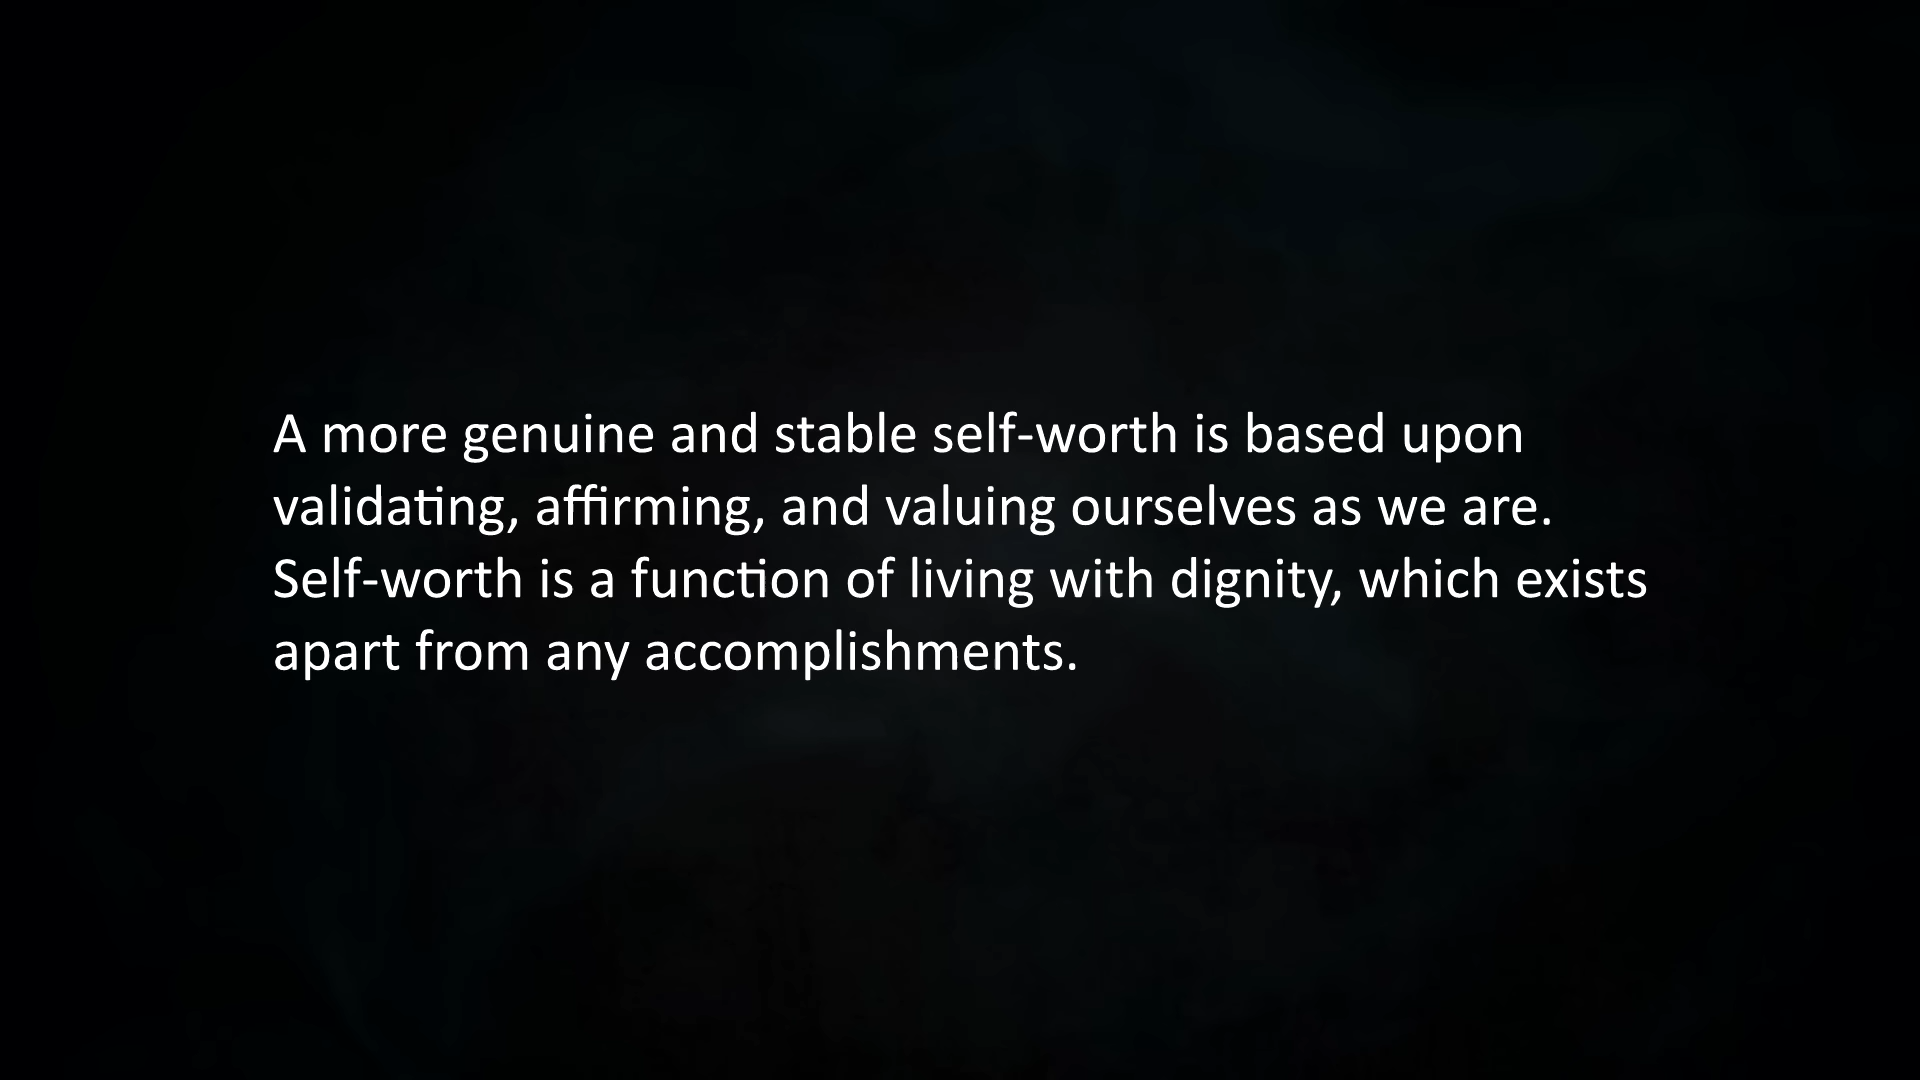 A more genuine and stable self-worth is based upon
validating, affirming, and valuing ourselves as we are.
Self-worth is a function of living with dignity, which exists
apart from any accomplishments.